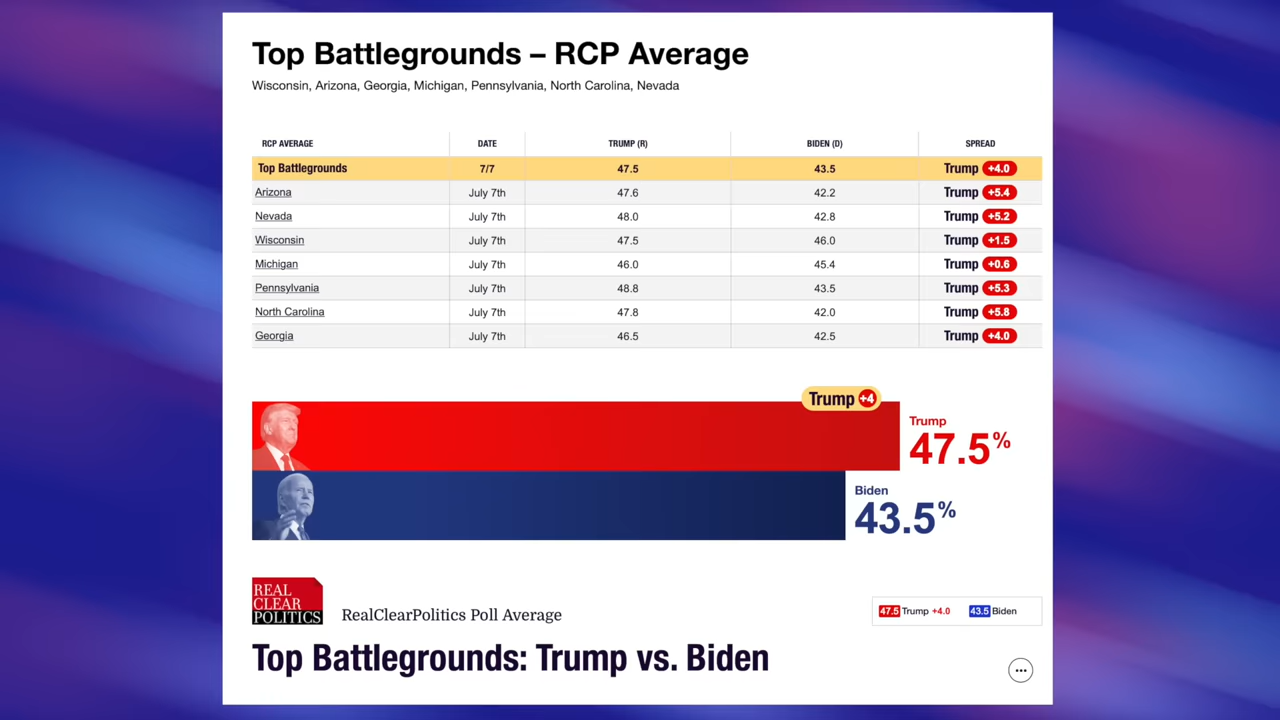 Top Battlegrounds – RCP Average
Wisconsin, Arizona, Georgia, Michigan, Pennsylvania, North Carolina, Nevada
RCP AVERAGE DATE TRUMP (R) BIDEN (D) SPREAD
Top Battlegrounds 7/7 47.5 43.5 Trump +4.0
Arizona July 7th 47.6 42.2 Trump +5.4
Nevada July 7th 48.0 42.8 Trump +5.2
Wisconsin July 7th 47.5 46.0 Trump +1.5
Michigan July 7th 46.0 45.4 Trump +0.6
Pennsylvania July 7th 48.8 43.5 Trump +5.3
North Carolina July 7th 47.8 42.0 Trump +5.8
Georgia July 7th 46.5 42.5 Trump +4.0
Trump +4
Trump
47.5%
Biden
43.5%
REAL
CLEAR
POLITICS
RealClearPolitics Poll Average
47.5 Trump +4.0 43.5 Biden
Top Battlegrounds: Trump vs. Biden